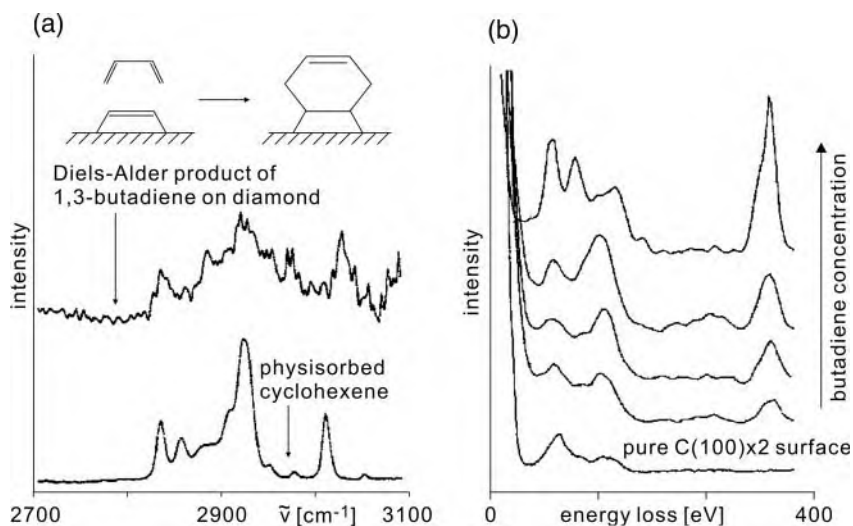 (a)
Diels-Alder product of
1,3-butadiene on diamond
physisorbed
cyclohexene
intensity
2700
2900
ṽ [cm⁻¹]
3100
(b)
butadiene concentration
pure C(100)x2 surface
intensity
0
energy loss [eV]
400